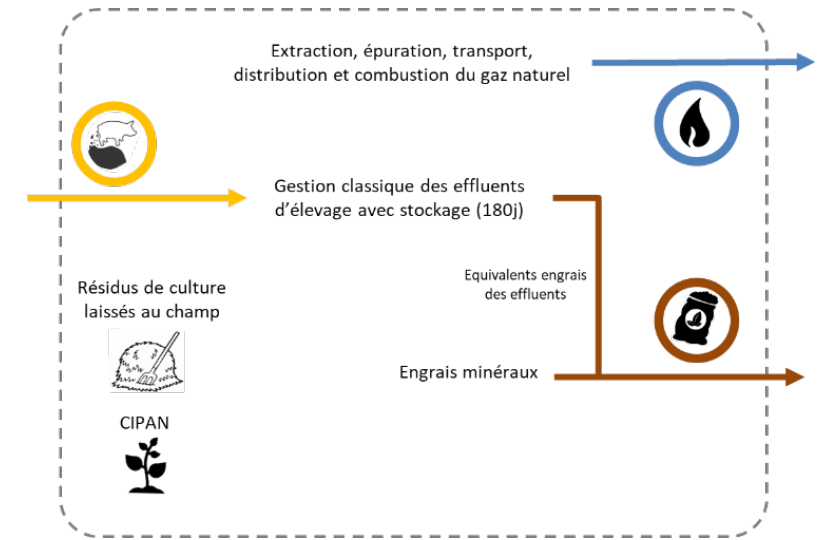 Extraction, épuration, transport,
distribution et combustion du gaz naturel
Gestion classique des effluents
d'élevage avec stockage (180j)
Equivalents engrais
des effluents
Résidus de culture
laissés au champ
Engrais minéraux
CIPAN